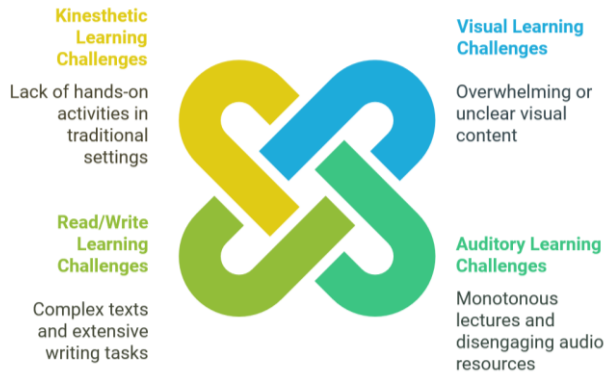 Kinesthetic
Learning
Challenges
Lack of hands-on
activities in
traditional
settings
Visual Learning
Challenges
Overwhelming or
unclear visual
content
Read/Write
Learning
Challenges
Complex texts
and extensive
writing tasks
Auditory Learning
Challenges
Monotonous
lectures and
disengaging audio
resources